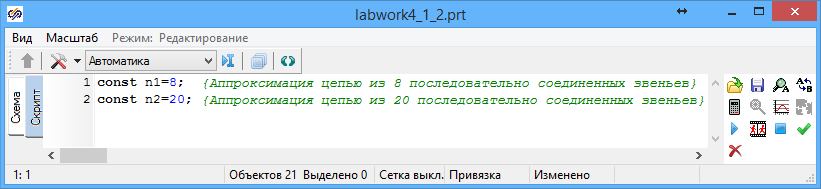 labwork4_1_2.prt
Вид Масштаб Режим: Редактирование
Автоматика
Схема
Скрипт
1 const n1=8; {Аппроксимация цепью из 8 последовательно соединенных звеньев}
2 const n2=20; {Аппроксимация цепью из 20 последовательно соединенных звеньев}
1: 1 Объектов 21 Выделено 0 Сетка выкл. Привязка Изменено